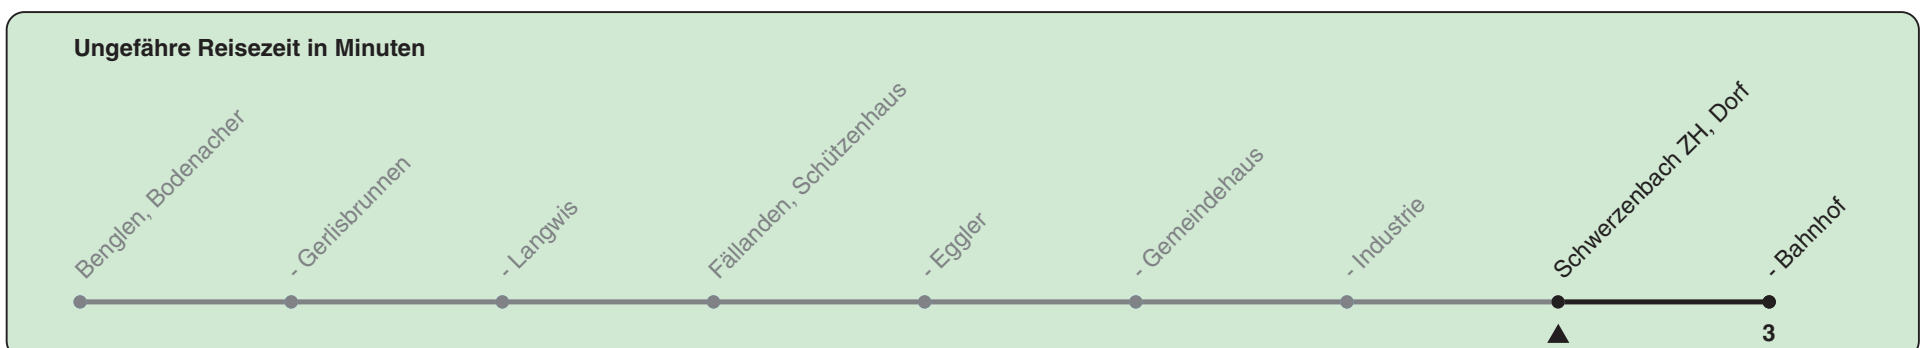 Ungefähre Reisezeit in Minuten
Benglen, Bodenacher
- Gerlisbrunnen
- Langwis
Fällanden, Schützenhaus
- Eggler
- Gemeindehaus
- Industrie
Schwerzenbach ZH, Dorf
- Bahnhof
3